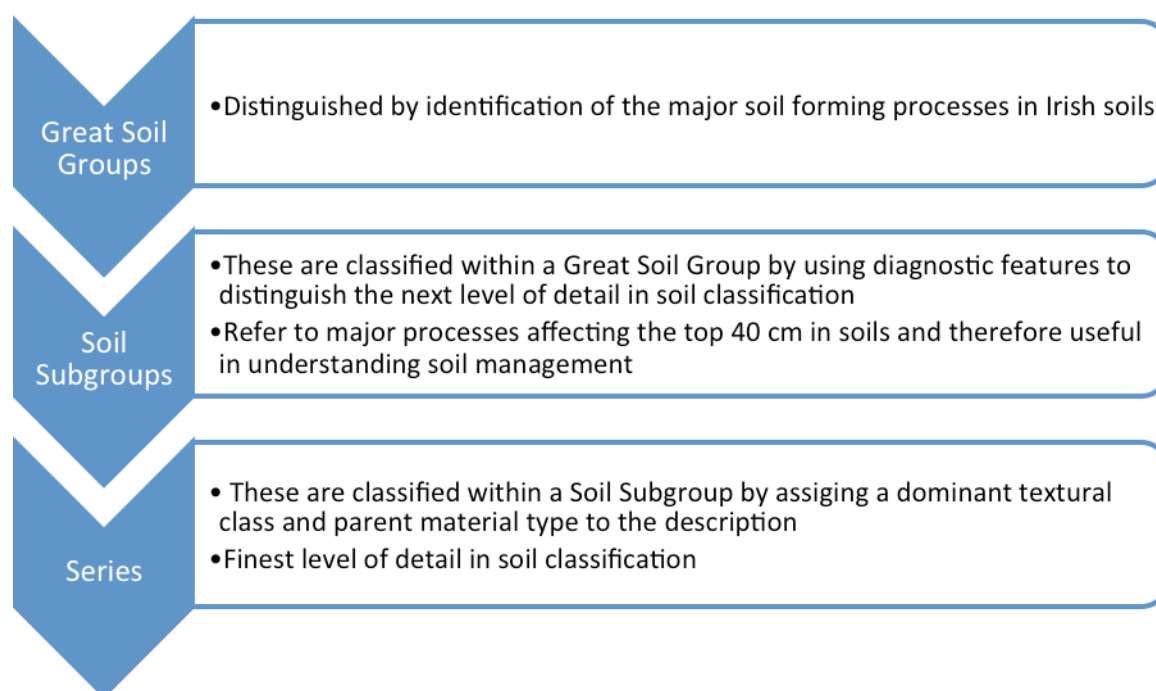 Great Soil
Groups
•Distinguished by identification of the major soil forming processes in Irish soils
Soil
Subgroups
•These are classified within a Great Soil Group by using diagnostic features to
distinguish the next level of detail in soil classification
•Refer to major processes affecting the top 40 cm in soils and therefore useful
in understanding soil management
Series
• These are classified within a Soil Subgroup by assiging a dominant textural
class and parent material type to the description
•Finest level of detail in soil classification